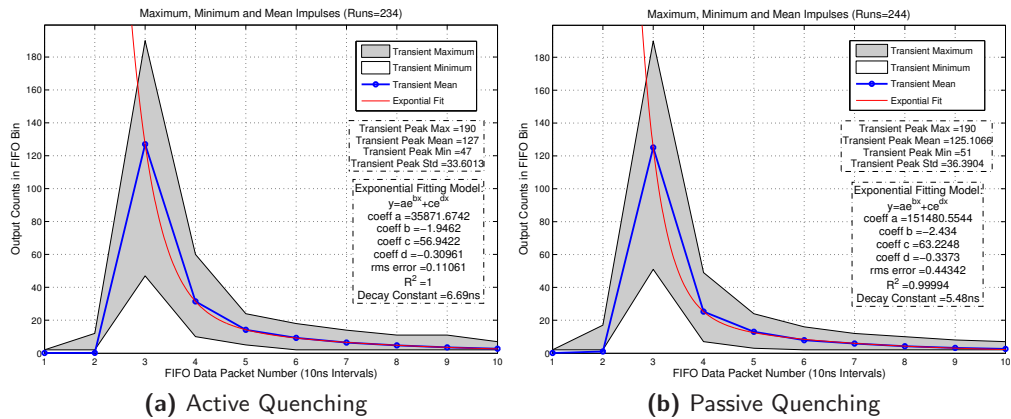 Maximum, Minimum and Mean Impulses (Runs=234)
Output Counts in FIFO Bin
180
160
140
120
100
80
60
40
20
0
1 2 3 4 5 6 7 8 9 10
FIFO Data Packet Number (10ns Intervals)
Transient Maximum
Transient Minimum
Transient Mean
Expontial Fit
Transient Peak Max =190
Transient Peak Mean =127
Transient Peak Min =47
Transient Peak Std =33.6013
Exponential Fitting Model:
y=ae^bx+ce^dx
coeff a =35871.6742
coeff b =−1.9462
coeff c =56.9422
coeff d =−0.30961
rms error =0.11061
R^2 =1
Decay Constant =6.69ns
(a) Active Quenching
Maximum, Minimum and Mean Impulses (Runs=244)
Output Counts in FIFO Bin
180
160
140
120
100
80
60
40
20
0
1 2 3 4 5 6 7 8 9 10
FIFO Data Packet Number (10ns Intervals)
Transient Maximum
Transient Minimum
Transient Mean
Expontial Fit
Transient Peak Max =190
Transient Peak Mean =125.1066
Transient Peak Min =51
Transient Peak Std =36.3904
Exponential Fitting Model:
y=ae^bx+ce^dx
coeff a =151480.5544
coeff b =−2.434
coeff c =63.2248
coeff d =−0.3373
rms error =0.44342
R^2 =0.99994
Decay Constant =5.48ns
(b) Passive Quenching